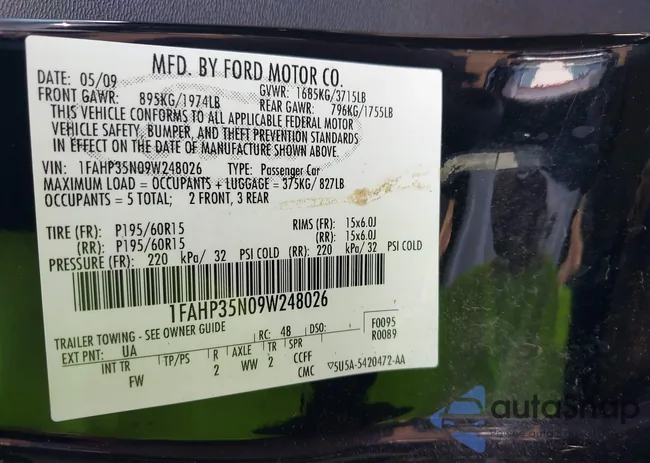 MFD. BY FORD MOTOR CO.
DATE: 05/09 GVWR: 1685KG/3715LB
FRONT GAWR: 895KG/1974LB REAR GAWR: 796KG/1755LB
THIS VEHICLE CONFORMS TO ALL APPLICABLE FEDERAL MOTOR
VEHICLE SAFETY, BUMPER, AND THEFT PREVENTION STANDARDS
IN EFFECT ON THE DATE OF MANUFACTURE SHOWN ABOVE.
VIN: 1FAHP35N09W248026 TYPE: Passenger Car
MAXIMUM LOAD = OCCUPANTS + LUGGAGE = 375KG/ 827LB
OCCUPANTS = 5 TOTAL; 2 FRONT, 3 REAR
TIRE (FR): P195/60R15 RIMS (FR): 15x6.0J
(RR): P195/60R15 (RR): 15x6.0J
PRESSURE (FR): 220 kPa/ 32 PSI COLD (RR): 220 kPa/ 32 PSI COLD
1FAHP35N09W248026
TRAILER TOWING - SEE OWNER GUIDE RC: 48 DSO: F0095
EXT PNT: UA R AXLE TR SPR R0089
INT TR TP/PS 2 WW 2 CCFF
FW CMC ▽5U5A-5420472-AA
autoSnap